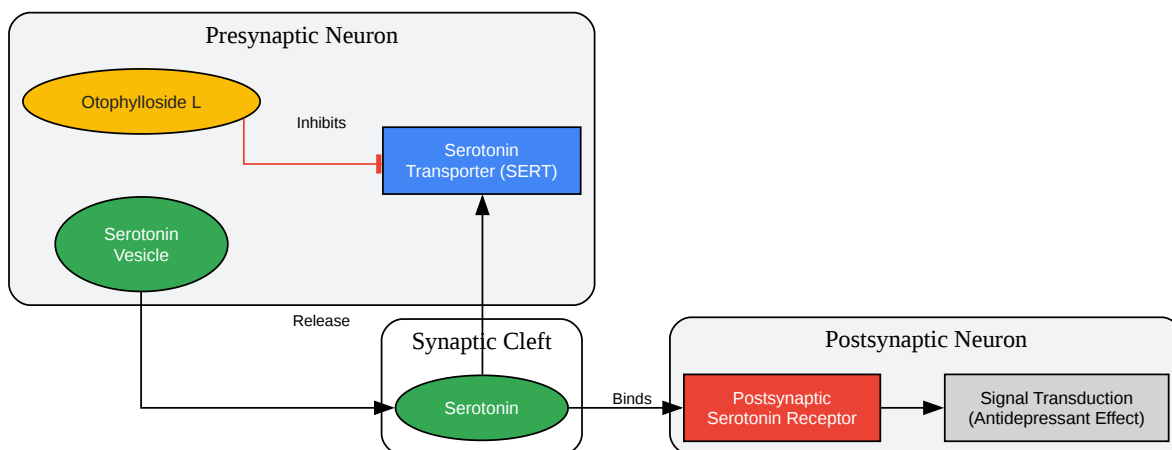 Presynaptic Neuron
Otophylloside L
Inhibits
Serotonin
Transporter (SERT)
Serotonin
Vesicle
Release
Synaptic Cleft
Serotonin
Binds
Postsynaptic Neuron
Postsynaptic
Serotonin Receptor
Signal Transduction
(Antidepressant Effect)